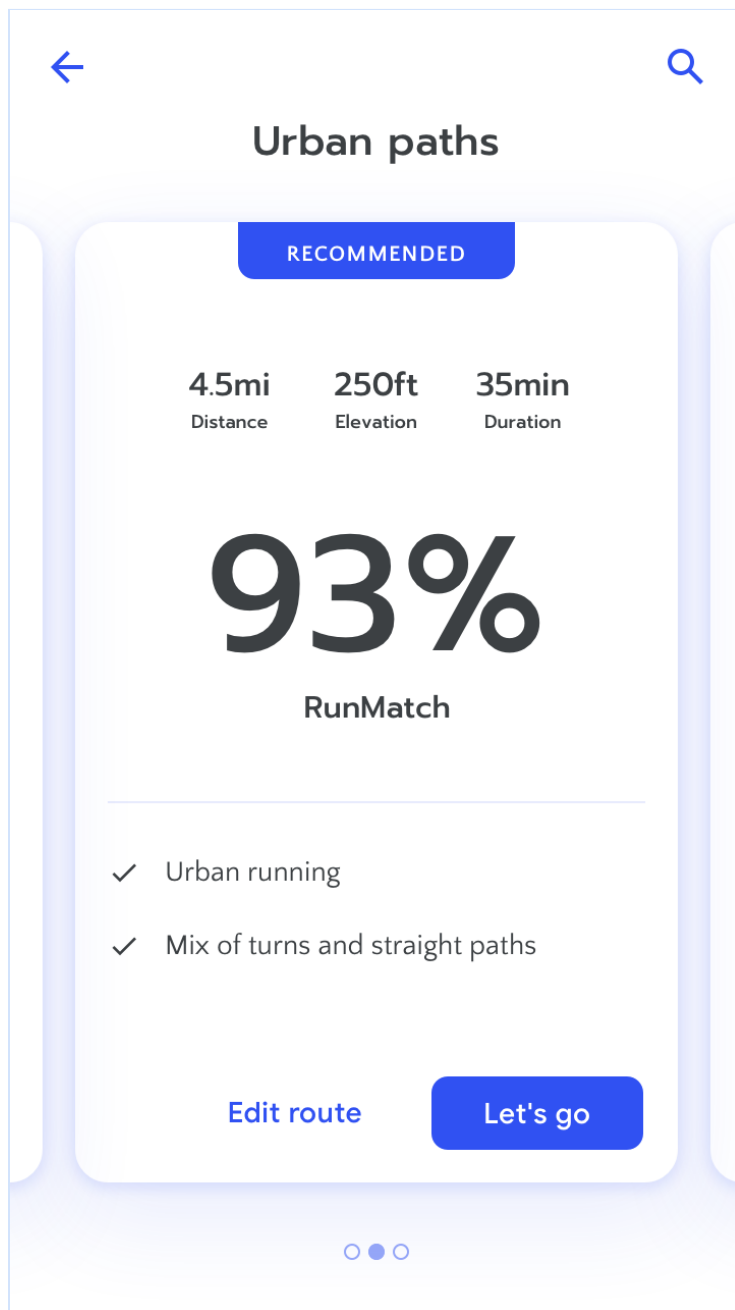 Urban paths
RECOMMENDED
4.5mi 250ft 35min
Distance Elevation Duration
93%
RunMatch
Urban running
Mix of turns and straight paths
Edit route Let's go